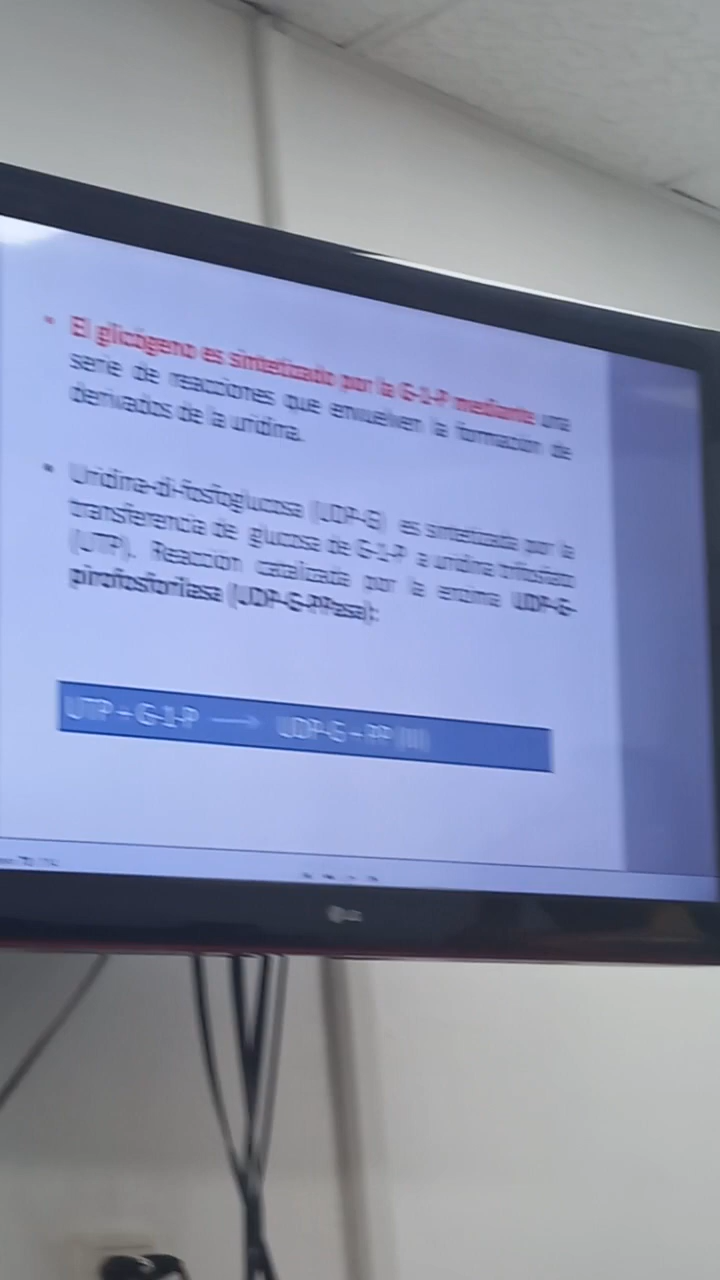 • El glicógeno es sintetizado por la G-1-P mediante una
serie de reacciones que envuelven la formación de
derivados de la uridina.
• Uridina-di-fosfoglucosa (UDP-G) es sintetizada por la
transferencia de glucosa de G-1-P a uridina trifosfato
(UTP). Reacción catalizada por la enzima UDP-G-
pirofosforilasa (UDP-G-PPasa):
UTP + G-1-P → UDP-G + PP (II)
LG